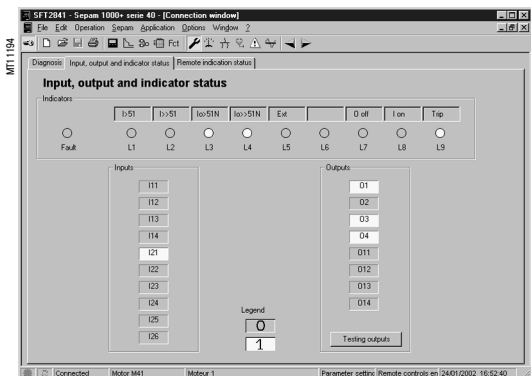 SFT2841 - Sepam 1000+ serie 40 - [Connection window]
File Edit Operation Sepam Application Options Window ?
Fct
MT11194
Diagnosis Input, output and indicator status Remote indication status
Input, output and indicator status
Indicators
I>51 I>>51 Io>51N Io>>51N Ext 0 off I on Trip
Fault L1 L2 L3 L4 L5 L6 L7 L8 L9
Inputs
I11
I12
I13
I14
I21
I22
I23
I24
I25
I26
Legend
0
1
Outputs
O1
O2
O3
O4
O11
O12
O13
O14
Testing outputs
Connected Motor M41 Moteur 1 Parameter setting Remote controls en 24/01/2002 16:52:40